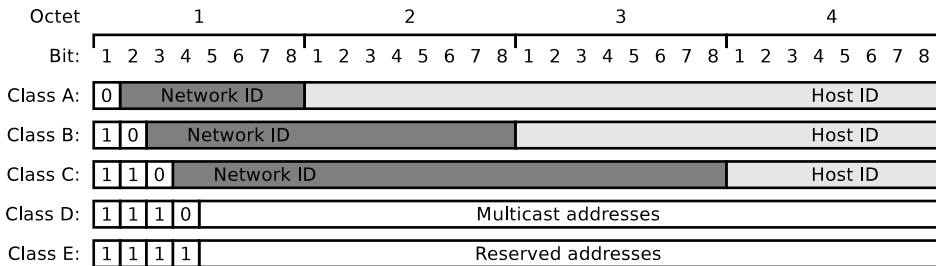 Octet 1 2 3 4
Bit: 1 2 3 4 5 6 7 8 1 2 3 4 5 6 7 8 1 2 3 4 5 6 7 8 1 2 3 4 5 6 7 8
Class A: 0 Network ID Host ID
Class B: 1 0 Network ID Host ID
Class C: 1 1 0 Network ID Host ID
Class D: 1 1 1 0 Multicast addresses
Class E: 1 1 1 1 Reserved addresses